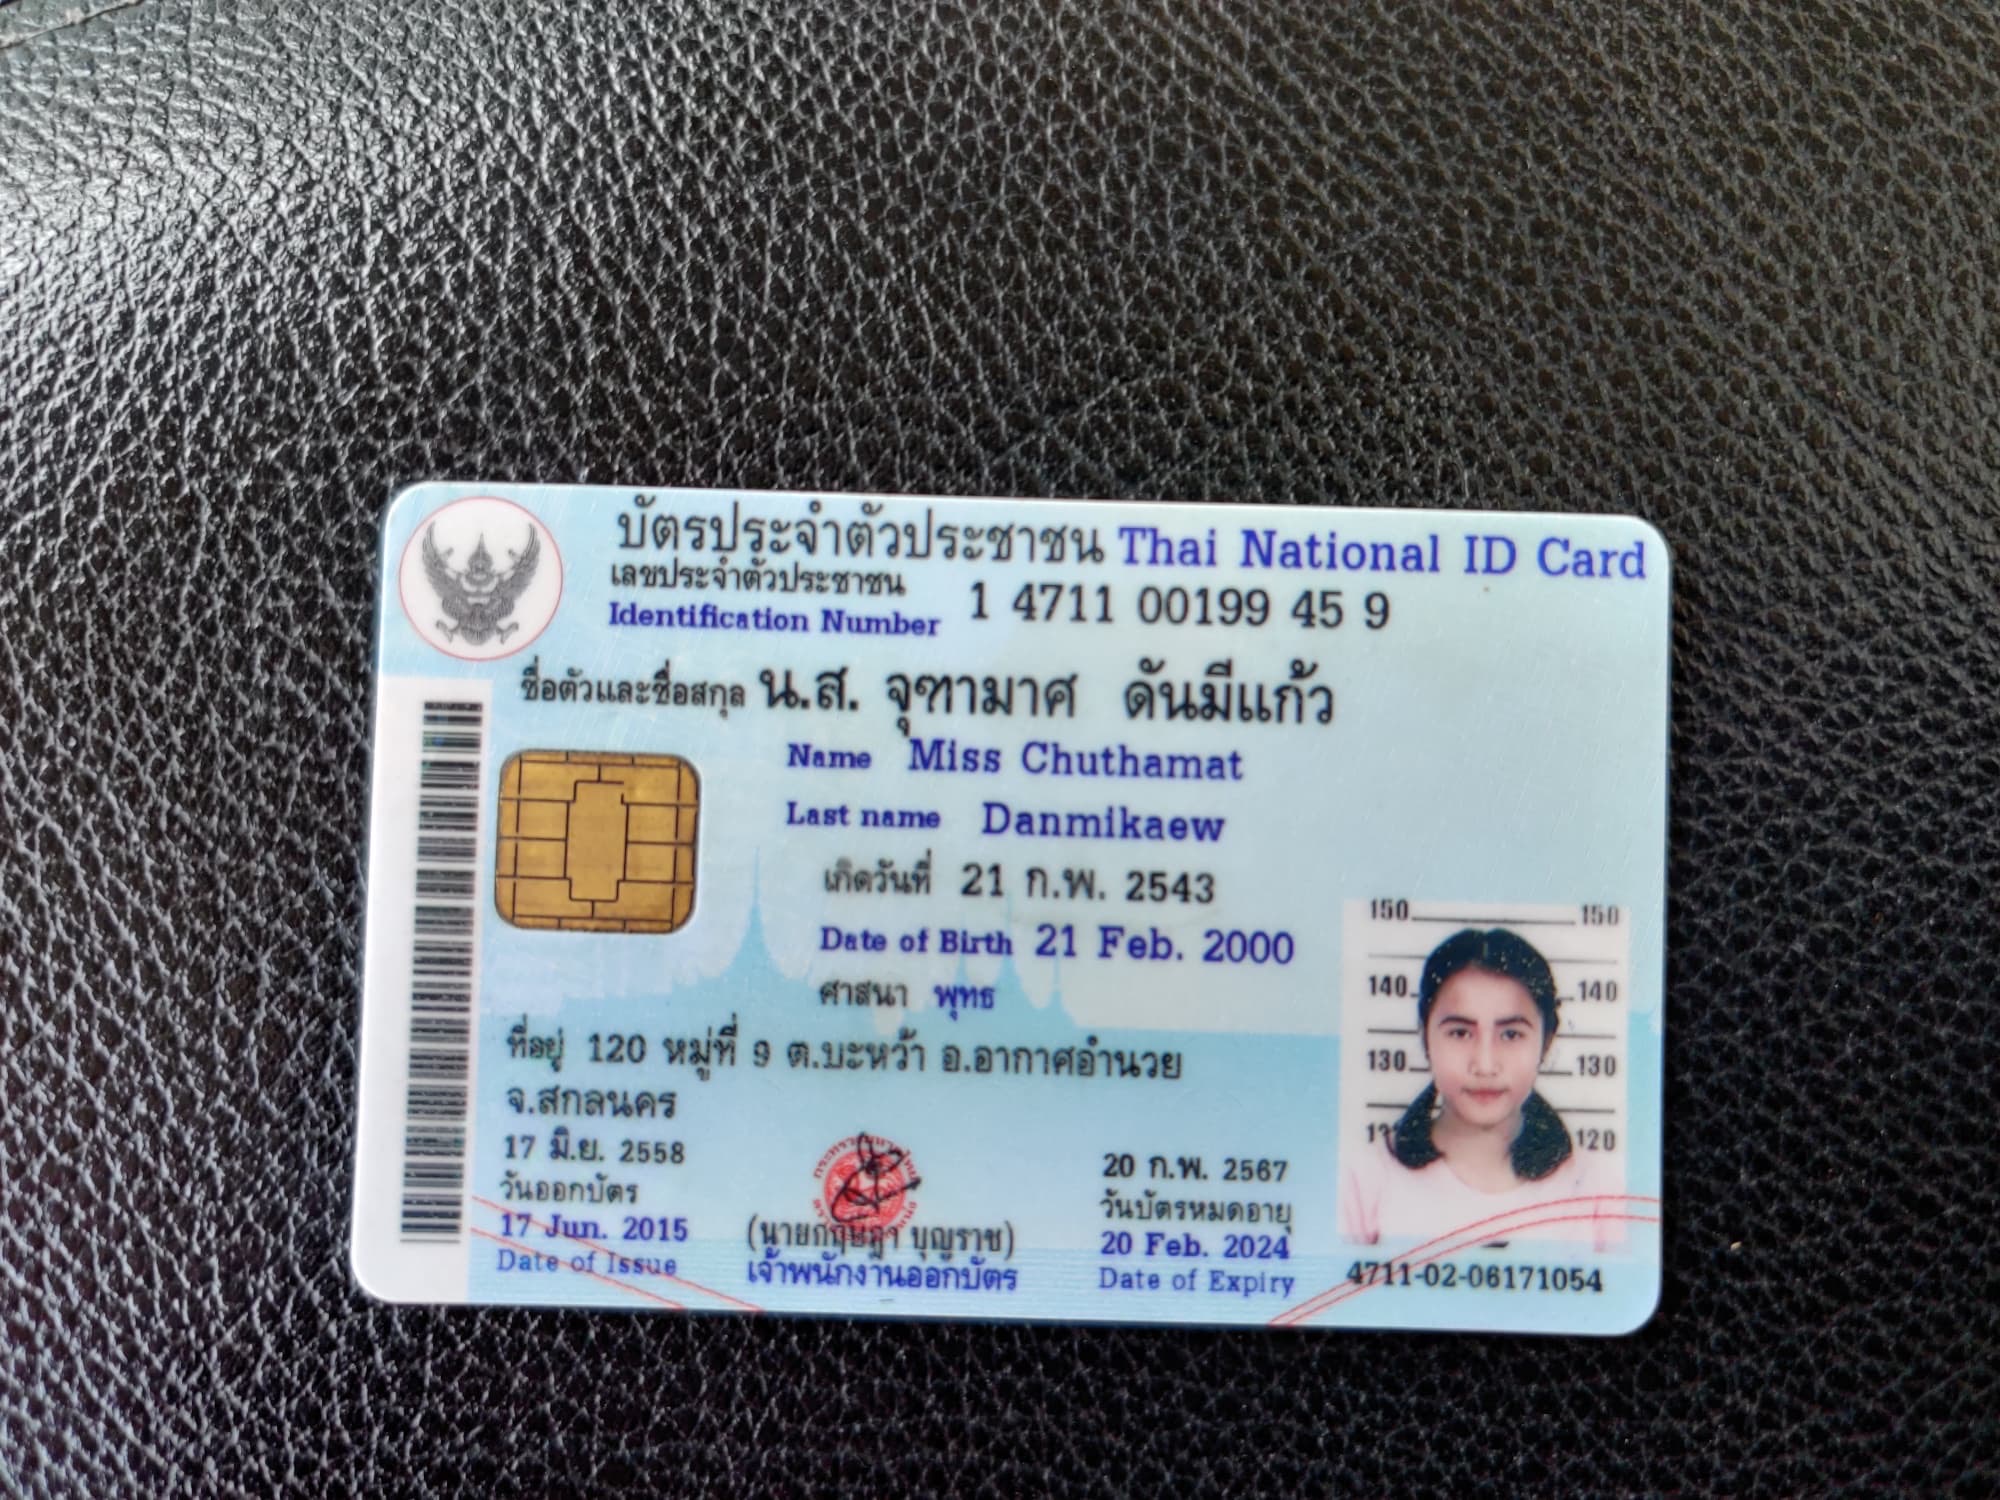 บัตรประจำตัวประชาชน Thai National ID Card
เลขประจำตัวประชาชน
Identification Number 1 4711 00199 45 9
ชื่อตัวและชื่อสกุล น.ส. จุฑามาศ ดันมีแก้ว
Name Miss Chuthamat
Last name Danmikaew
เกิดวันที่ 21 ก.พ. 2543
Date of Birth 21 Feb. 2000
ศาสนา พุทธ
ที่อยู่ 120 หมู่ที่ 9 ต.บะหว้า อ.อากาศอำนวย
จ.สกลนคร
17 มิ.ย. 2558
วันออกบัตร
17 Jun. 2015
Date of Issue
(นายกฤษฎา บุญราช)
เจ้าพนักงานออกบัตร
20 ก.พ. 2567
วันบัตรหมดอายุ
20 Feb. 2024
Date of Expiry
150 150
140 140
130 130
120
4711-02-06171054